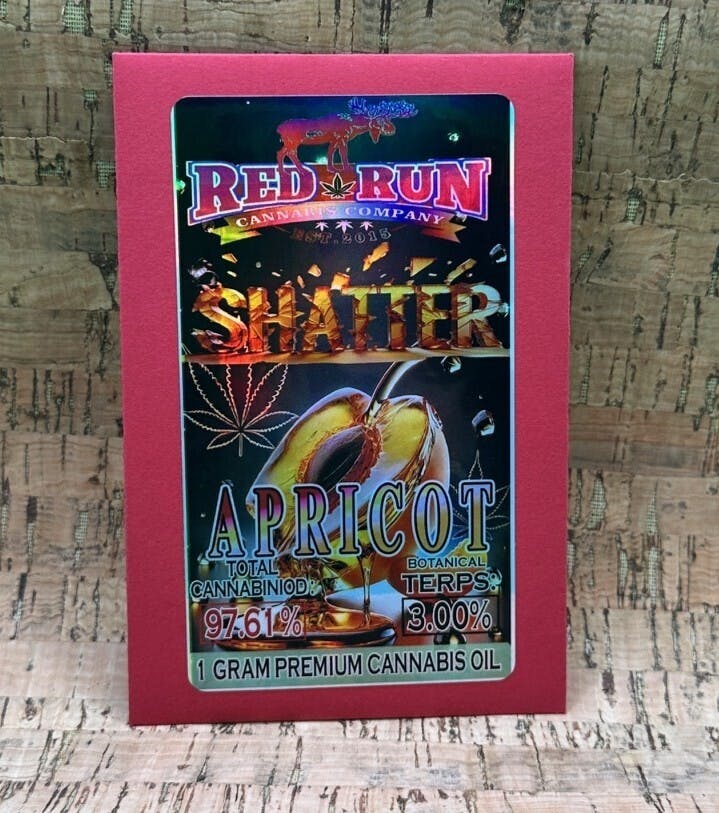 RED RUN
CANNABIS COMPANY
EST. 2015
SHATTER
APRICOT
TOTAL
CANNABINIOD:
97.61%
BOTANICAL
TERPS:
3.00%
1 GRAM PREMIUM CANNABIS OIL